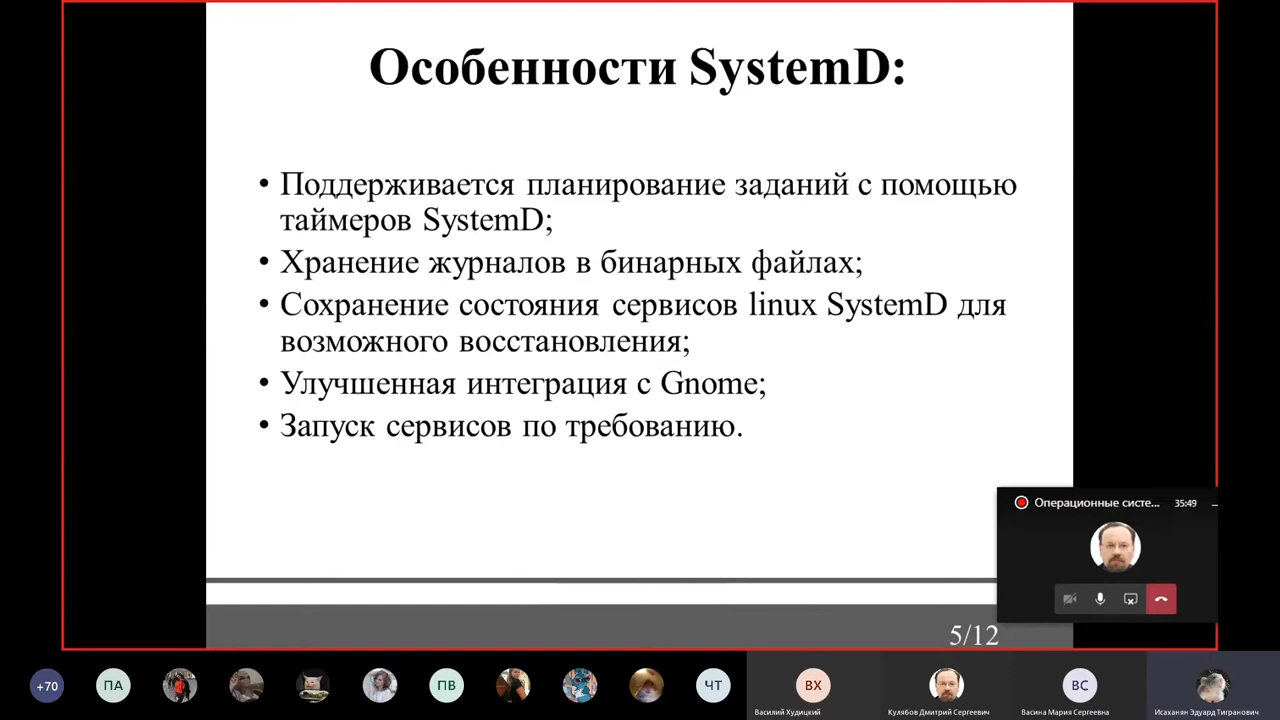 Особенности SystemD:
• Поддерживается планирование заданий с помощью
таймеров SystemD;
• Хранение журналов в бинарных файлах;
• Сохранение состояния сервисов linux SystemD для
возможного восстановления;
• Улучшенная интеграция с Gnome;
• Запуск сервисов по требованию.
Операционные систе... 35:49
5/12
+70 ПА ПВ ЧТ ВХ ВС
Василий Худицкий Кулябов Дмитрий Сергеевич Васина Мария Сергеевна Исаханян Эдуард Тигранович